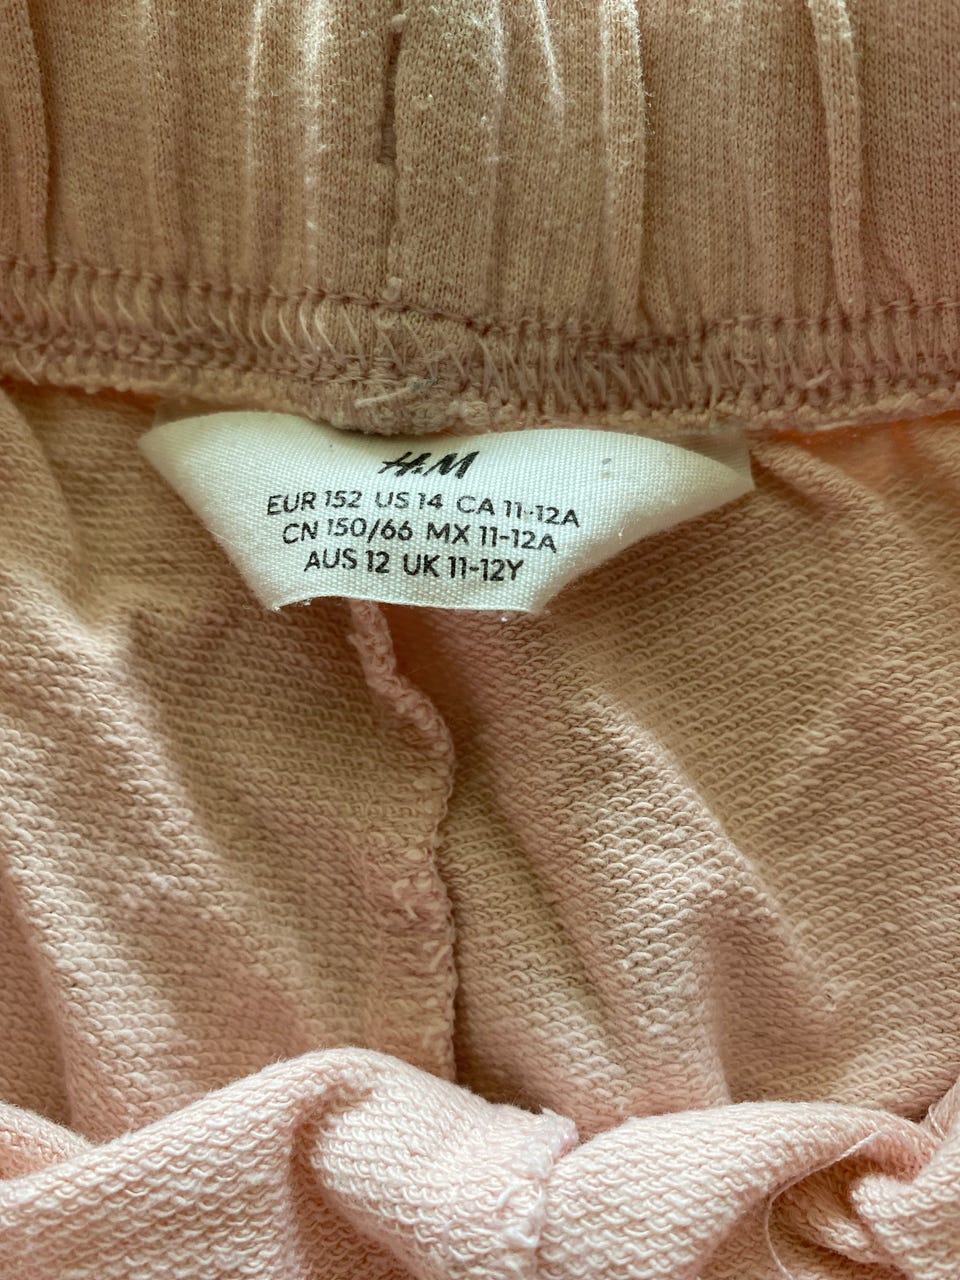 H&M
EUR 152 US 14 CA 11-12A
CN 150/66 MX 11-12A
AUS 12 UK 11-12Y